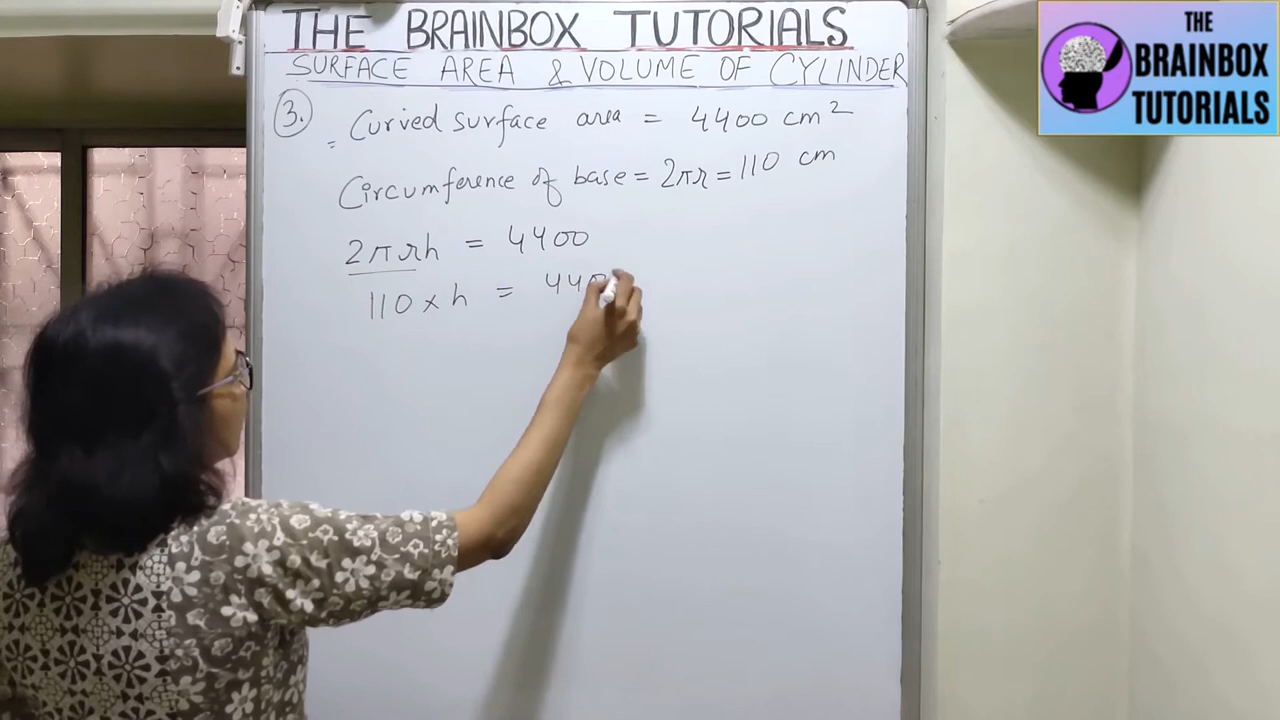 THE BRAINBOX TUTORIALS
SURFACE AREA & VOLUME OF CYLINDER
3. Curved surface area = 4400 cm²
Circumference of base = 2πr = 110 cm
2πrh = 4400
110 × h = 440
THE
BRAINBOX
TUTORIALS